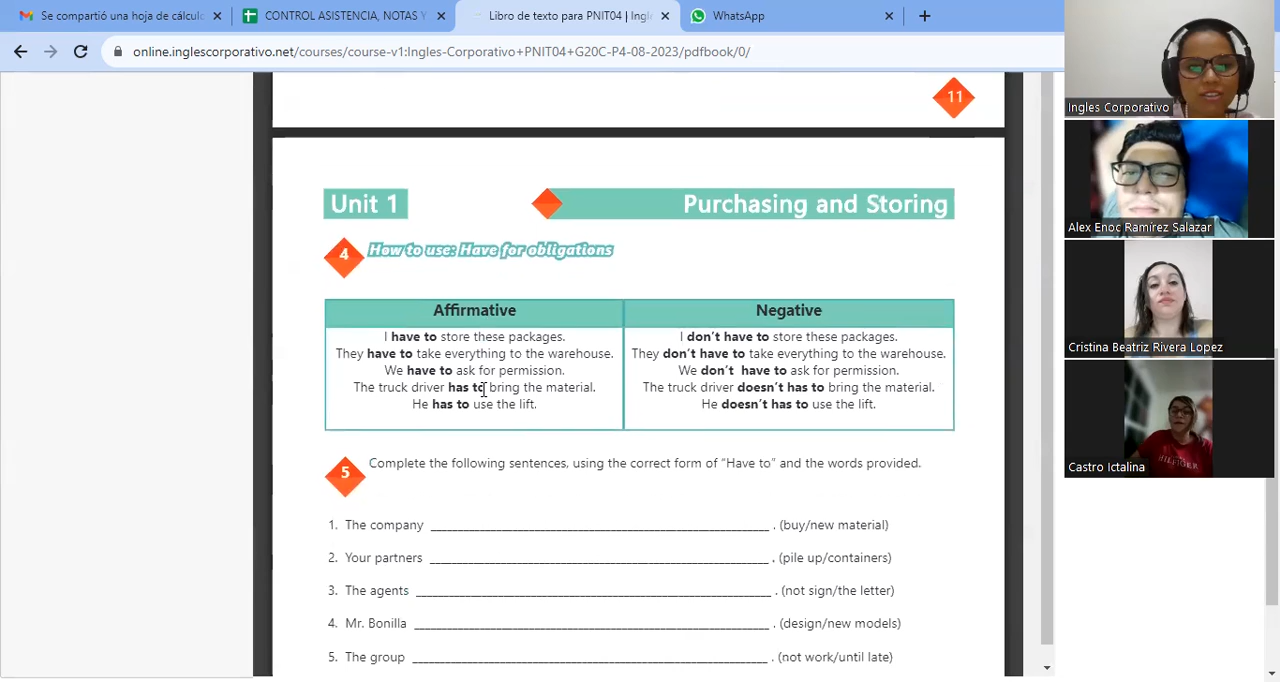 Se compartió una hoja de cálculo
CONTROL ASISTENCIA, NOTAS Y
Libro de texto para PNIT04 | Ingl
WhatsApp
online.inglescorporativo.net/courses/course-v1:Ingles-Corporativo+PNIT04+G20C-P4-08-2023/pdfbook/0/
11
Unit 1
Purchasing and Storing
4
How to use: Have for obligations
Affirmative
I have to store these packages.
They have to take everything to the warehouse.
We have to ask for permission.
The truck driver has to bring the material.
He has to use the lift.
Negative
I don't have to store these packages.
They don't have to take everything to the warehouse.
We don't have to ask for permission.
The truck driver doesn't has to bring the material.
He doesn't has to use the lift.
5
Complete the following sentences, using the correct form of “Have to” and the words provided.
1. The company ______________________________ . (buy/new material)
2. Your partners ______________________________ . (pile up/containers)
3. The agents ______________________________ . (not sign/the letter)
4. Mr. Bonilla ______________________________ . (design/new models)
5. The group ______________________________ . (not work/until late)
Ingles Corporativo
Alex Enoc Ramírez Salazar
Cristina Beatriz Rivera Lopez
Castro Ictalina